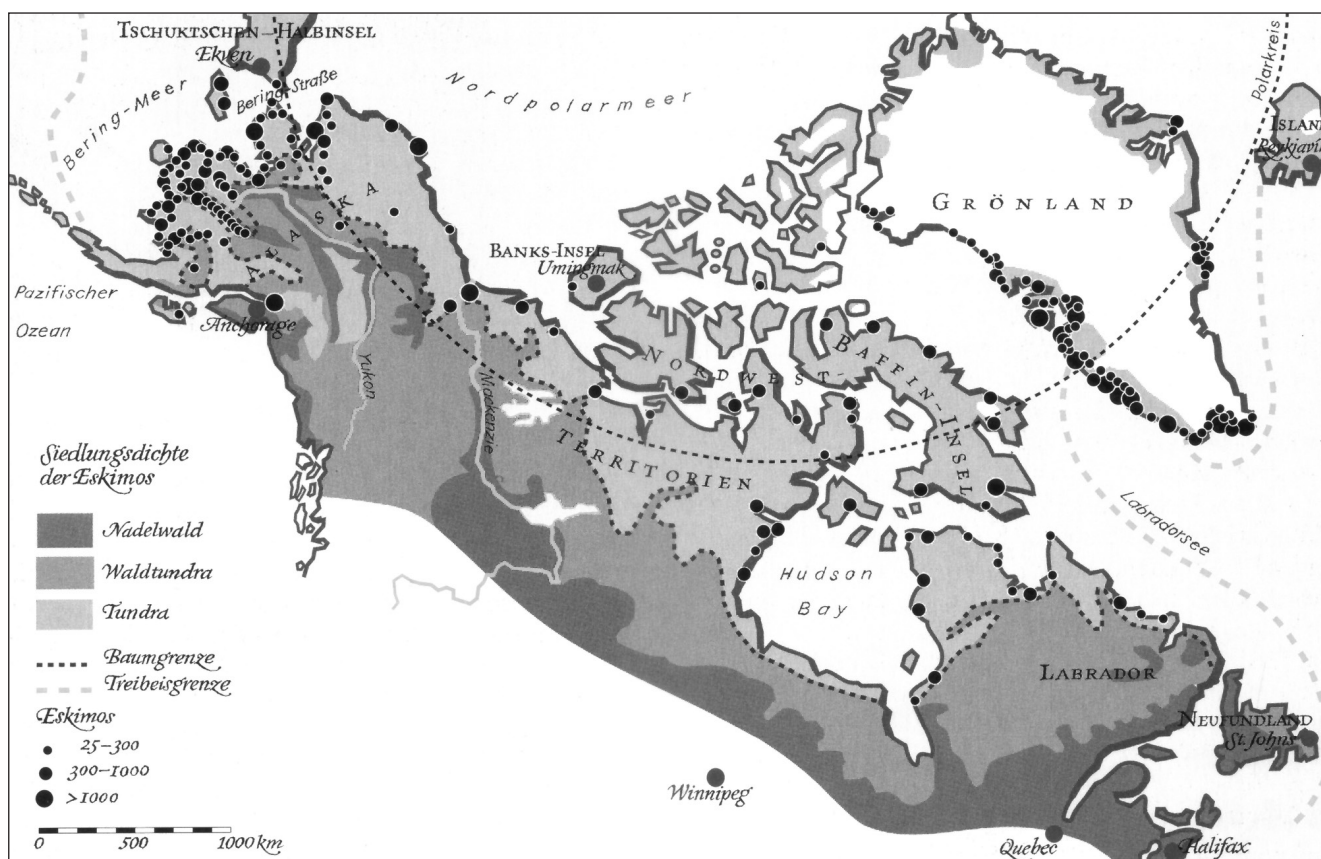 TSCHUKTSCHEN-HALBINSEL
Ekven
Bering-Meer
Bering-Straße
Nordpolarmeer
Polarkreis
ISLAND
Reykjavík
GRÖNLAND
ALASKA
BANKS-INSEL
Umingmak
Pazifischer
Ozean
Anchorage
Yukon
Mackenzie
NORDWEST-
TERRITORIEN
BAFFIN-INSEL
Labradorsee
Hudson
Bay
LABRADOR
NEUFUNDLAND
St. Johns
Winnipeg
Quebec
Halifax
Siedlungsdichte
der Eskimos
Nadelwald
Waldtundra
Tundra
Baumgrenze
Treibeisgrenze
Eskimos
25–300
300–1000
>1000
0 500 1000 km